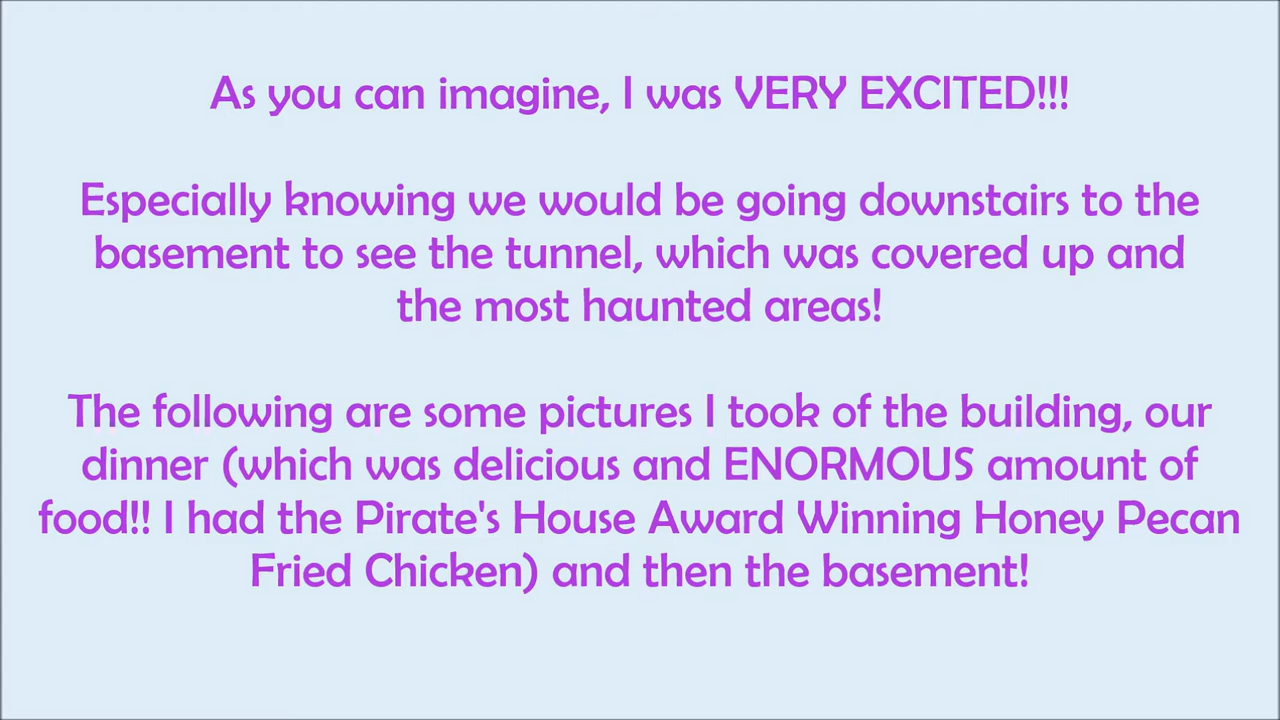 As you can imagine, I was VERY EXCITED!!!
Especially knowing we would be going downstairs to the
basement to see the tunnel, which was covered up and
the most haunted areas!
The following are some pictures I took of the building, our
dinner (which was delicious and ENORMOUS amount of
food!! I had the Pirate's House Award Winning Honey Pecan
Fried Chicken) and then the basement!